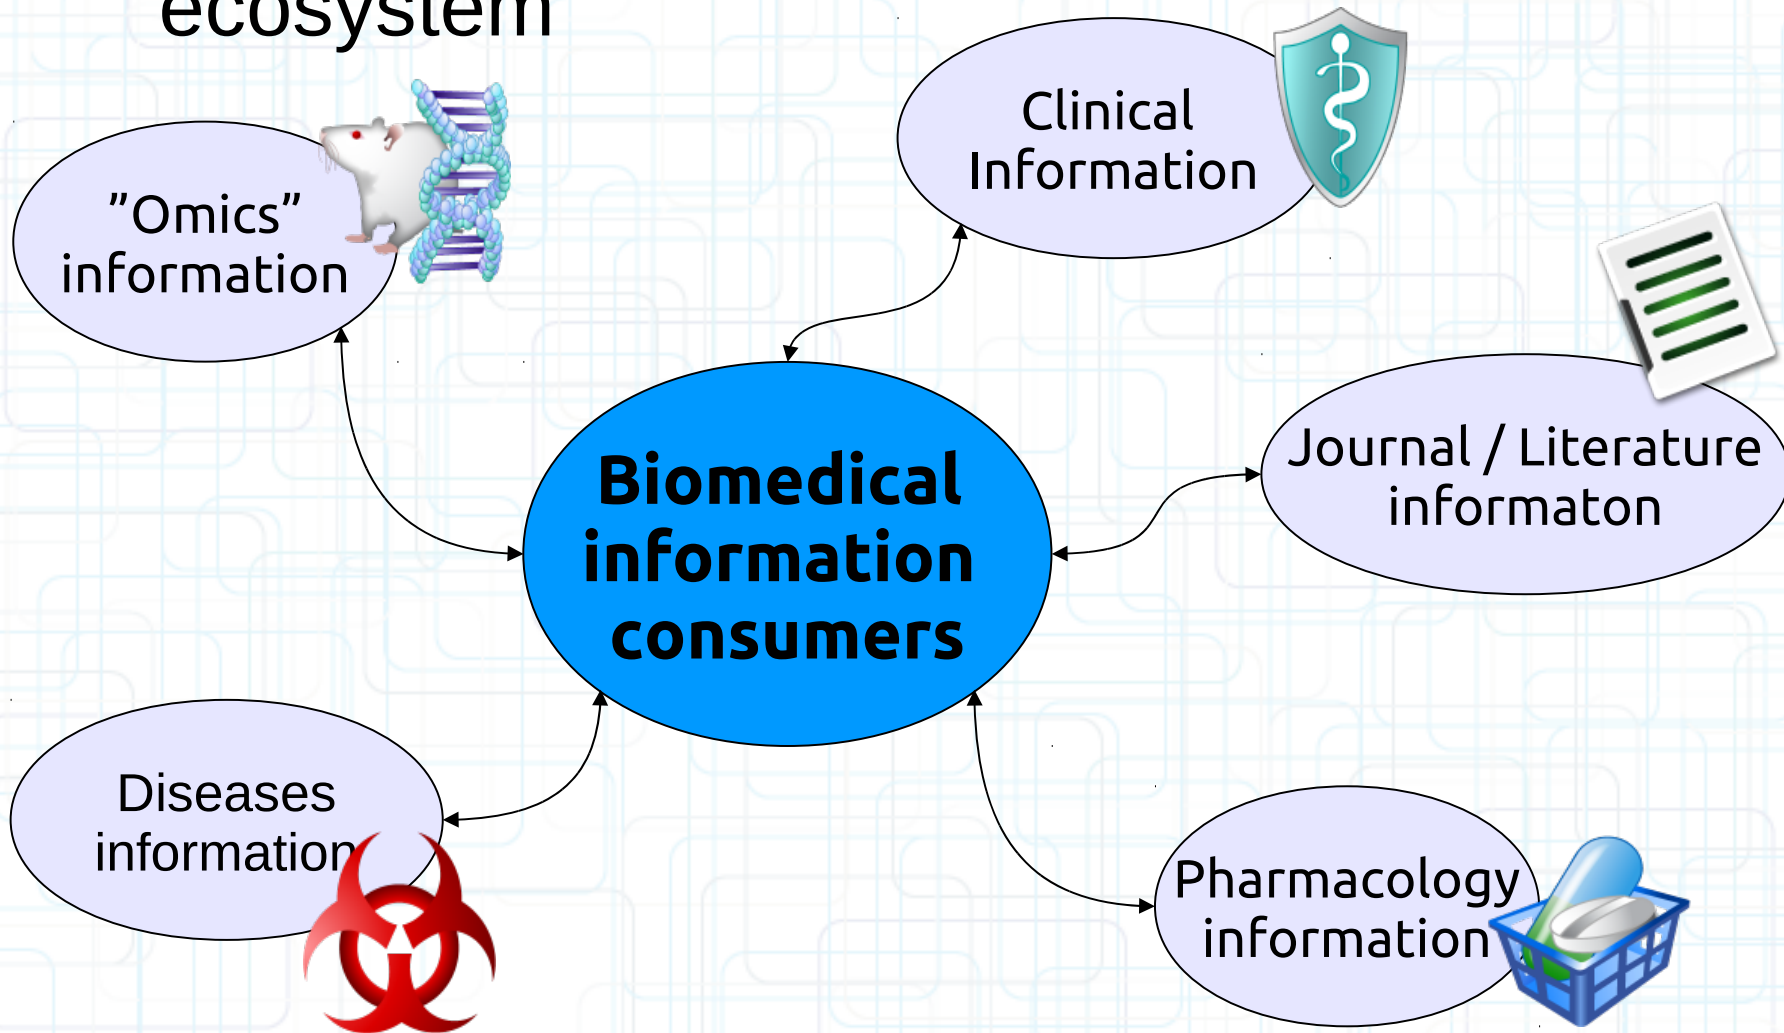 ecosystem
Clinical
Information
”Omics”
information
Journal / Literature
informaton
Biomedical
information
consumers
Diseases
information
Pharmacology
information